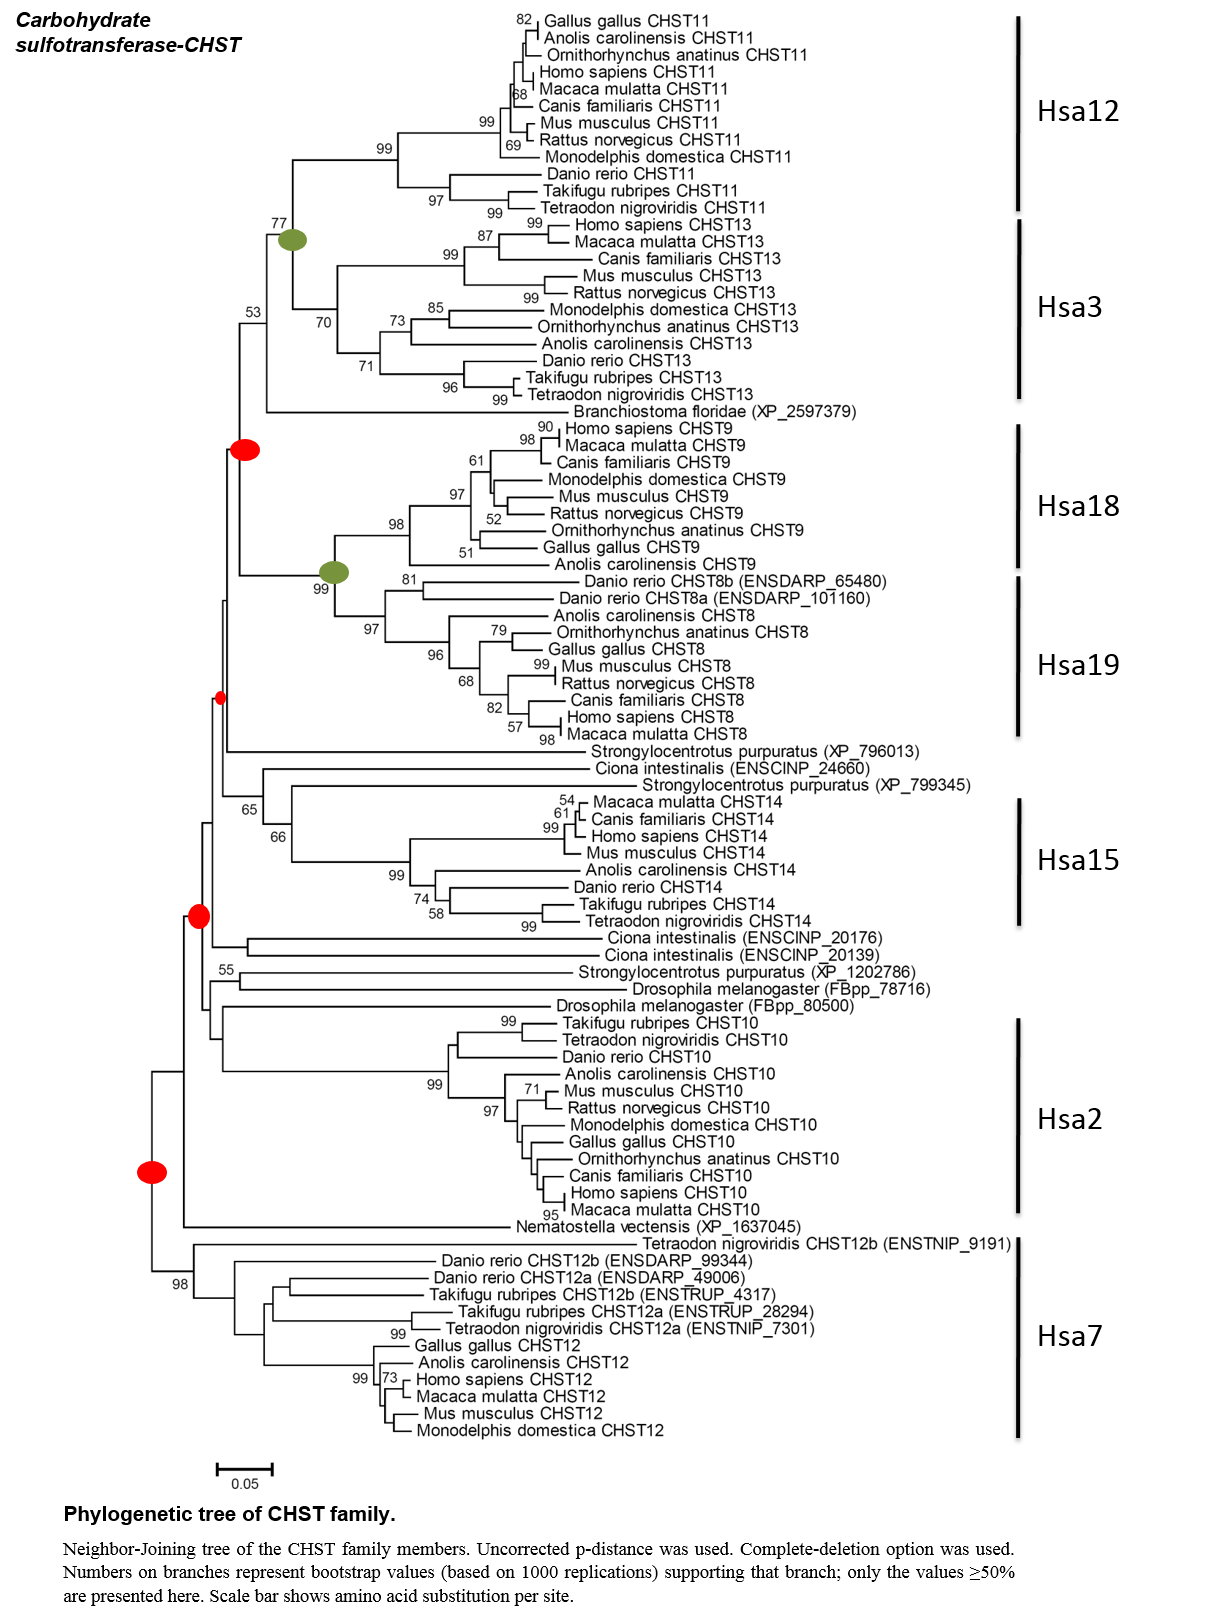 Carbohydrate
sulfotransferase-CHST
82
Gallus gallus CHST11
Anolis carolinensis CHST11
Ornithorhynchus anatinus CHST11
Homo sapiens CHST11
Macaca mulatta CHST11
68
Canis familiaris CHST11
Hsa12
99
Mus musculus CHST11
Rattus norvegicus CHST11
99
69
Monodelphis domestica CHST11
Danio rerio CHST11
Takifugu rubripes CHST11
97
99
Tetraodon nigroviridis CHST11
77
99
Homo sapiens CHST13
87
Macaca mulatta CHST13
99
Canis familiaris CHST13
Mus musculus CHST13
99
Rattus norvegicus CHST13
Hsa3
53
85
Monodelphis domestica CHST13
70
73
Ornithorhynchus anatinus CHST13
Anolis carolinensis CHST13
71
Danio rerio CHST13
96
Takifugu rubripes CHST13
99
Tetraodon nigroviridis CHST13
Branchiostoma floridae (XP_2597379)
90
Homo sapiens CHST9
98
Macaca mulatta CHST9
61
Canis familiaris CHST9
Monodelphis domestica CHST9
97
Mus musculus CHST9
Hsa18
52
Rattus norvegicus CHST9
98
Ornithorhynchus anatinus CHST9
51
Gallus gallus CHST9
Anolis carolinensis CHST9
99
81
Danio rerio CHST8b (ENSDARP_65480)
Danio rerio CHST8a (ENSDARP_101160)
97
Anolis carolinensis CHST8
79
Ornithorhynchus anatinus CHST8
96
Gallus gallus CHST8
Hsa19
99
Mus musculus CHST8
68
Rattus norvegicus CHST8
82
Canis familiaris CHST8
57
Homo sapiens CHST8
98
Macaca mulatta CHST8
Strongylocentrotus purpuratus (XP_796013)
Ciona intestinalis (ENSCINP_24660)
65
Strongylocentrotus purpuratus (XP_799345)
54
Macaca mulatta CHST14
61
Canis familiaris CHST14
66
99
Homo sapiens CHST14
Mus musculus CHST14
Hsa15
99
Anolis carolinensis CHST14
74
Danio rerio CHST14
58
Takifugu rubripes CHST14
99
Tetraodon nigroviridis CHST14
Ciona intestinalis (ENSCINP_20176)
Ciona intestinalis (ENSCINP_20139)
55
Strongylocentrotus purpuratus (XP_1202786)
Drosophila melanogaster (FBpp_78716)
Drosophila melanogaster (FBpp_80500)
99
Takifugu rubripes CHST10
Tetraodon nigroviridis CHST10
Danio rerio CHST10
99
Anolis carolinensis CHST10
71
Mus musculus CHST10
97
Rattus norvegicus CHST10
Hsa2
Monodelphis domestica CHST10
Gallus gallus CHST10
Ornithorhynchus anatinus CHST10
Canis familiaris CHST10
Homo sapiens CHST10
95
Macaca mulatta CHST10
Nematostella vectensis (XP_1637045)
Tetraodon nigroviridis CHST12b (ENSTNIP_9191)
98
Danio rerio CHST12b (ENSDARP_99344)
Danio rerio CHST12a (ENSDARP_49006)
Takifugu rubripes CHST12b (ENSTRUP_4317)
Takifugu rubripes CHST12a (ENSTRUP_28294)
99
Tetraodon nigroviridis CHST12a (ENSTNIP_7301)
Hsa7
Gallus gallus CHST12
Anolis carolinensis CHST12
99
73
Homo sapiens CHST12
Macaca mulatta CHST12
Mus musculus CHST12
Monodelphis domestica CHST12
0.05
Phylogenetic tree of CHST family.
Neighbor-Joining tree of the CHST family members. Uncorrected p-distance was used. Complete-deletion option was used.
Numbers on branches represent bootstrap values (based on 1000 replications) supporting that branch; only the values ≥50%
are presented here. Scale bar shows amino acid substitution per site.